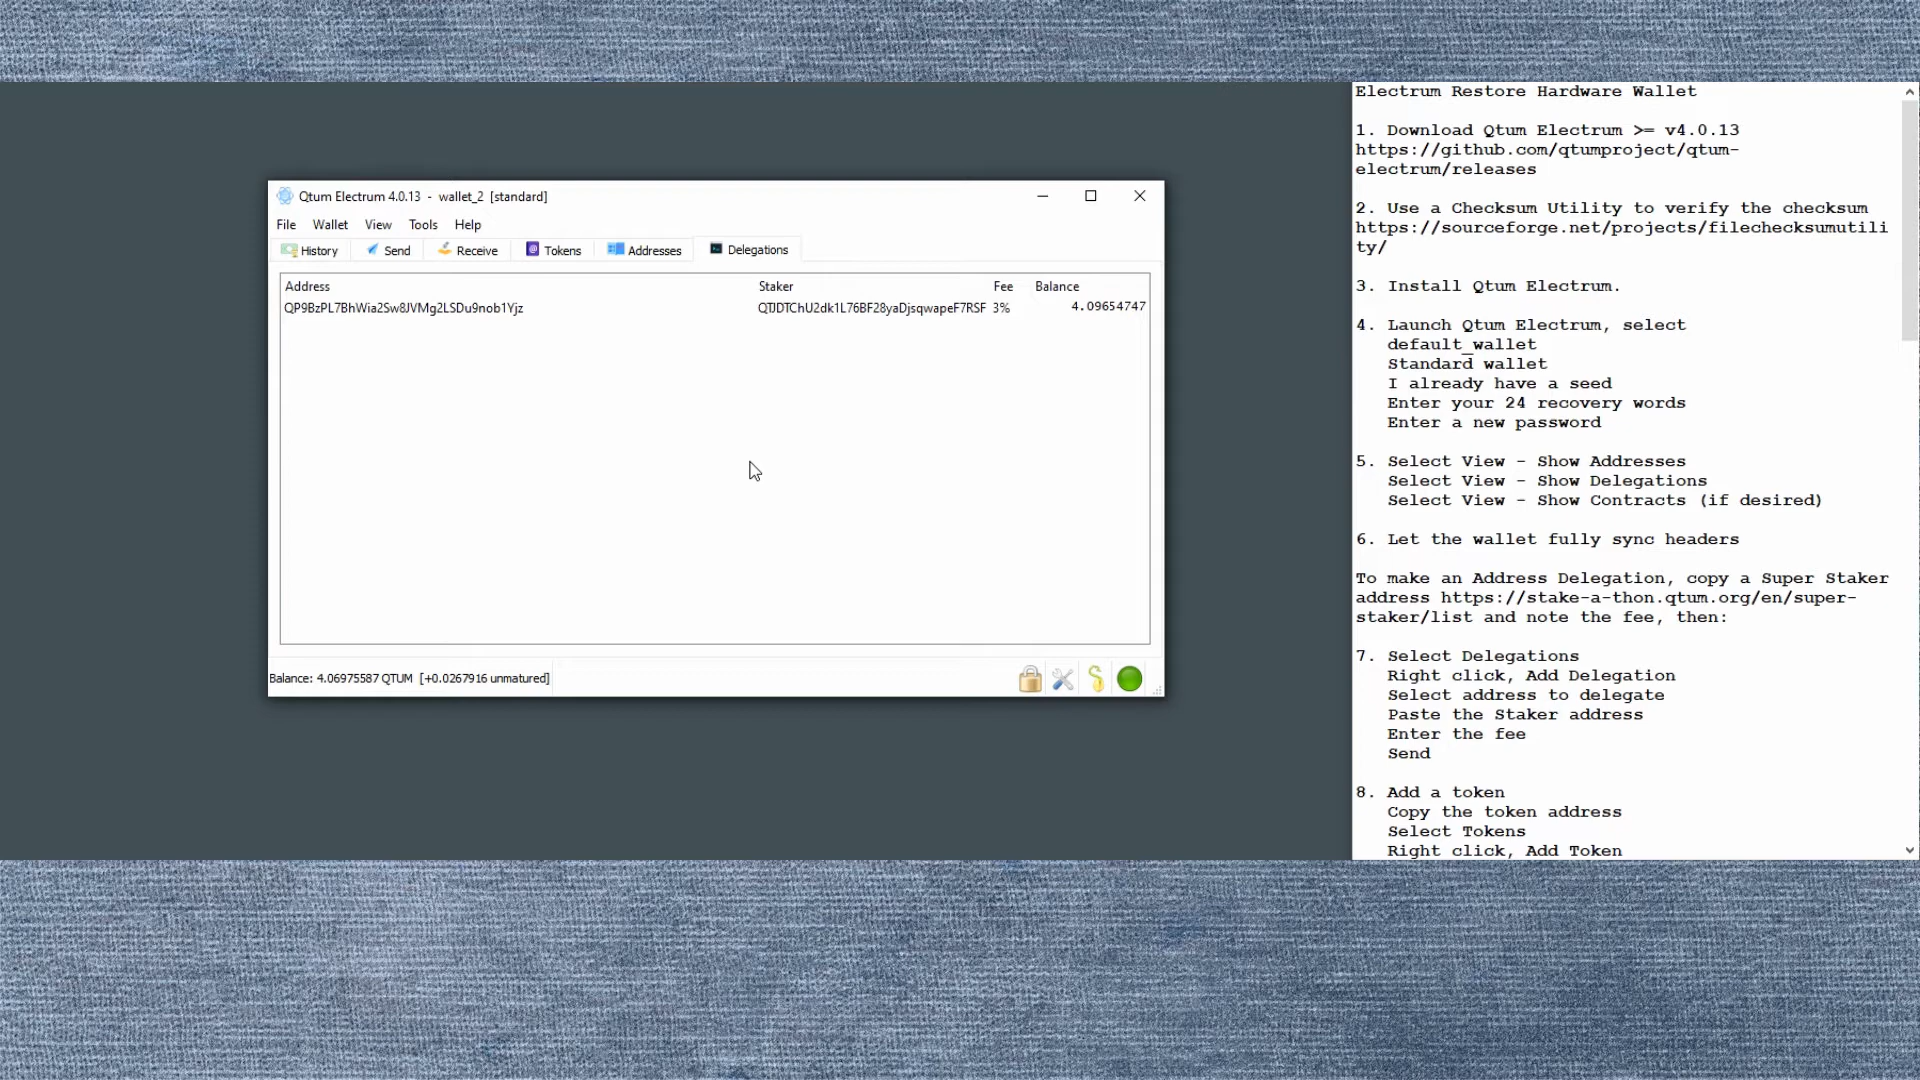 Qtum Electrum 4.0.13 - wallet_2 [standard]
File Wallet View Tools Help
History Send Receive Tokens Addresses Delegations
Address Staker Fee Balance
QP9BzPL7BhWia2Sw8JVMg2LSDu9nob1Yjz QTJDTChU2dk1L76BF28yaDjsqwapeF7RSF 3% 4.09654747
Balance: 4.06975587 QTUM [+0.0267916 unmatured]
Electrum Restore Hardware Wallet
1. Download Qtum Electrum >= v4.0.13
https://github.com/qtumproject/qtum-
electrum/releases
2. Use a Checksum Utility to verify the checksum
https://sourceforge.net/projects/filechecksumutili
ty/
3. Install Qtum Electrum.
4. Launch Qtum Electrum, select
default_wallet
Standard wallet
I already have a seed
Enter your 24 recovery words
Enter a new password
5. Select View - Show Addresses
Select View - Show Delegations
Select View - Show Contracts (if desired)
6. Let the wallet fully sync headers
To make an Address Delegation, copy a Super Staker
address https://stake-a-thon.qtum.org/en/super-
staker/list and note the fee, then:
7. Select Delegations
Right click, Add Delegation
Select address to delegate
Paste the Staker address
Enter the fee
Send
8. Add a token
Copy the token address
Select Tokens
Right click, Add Token